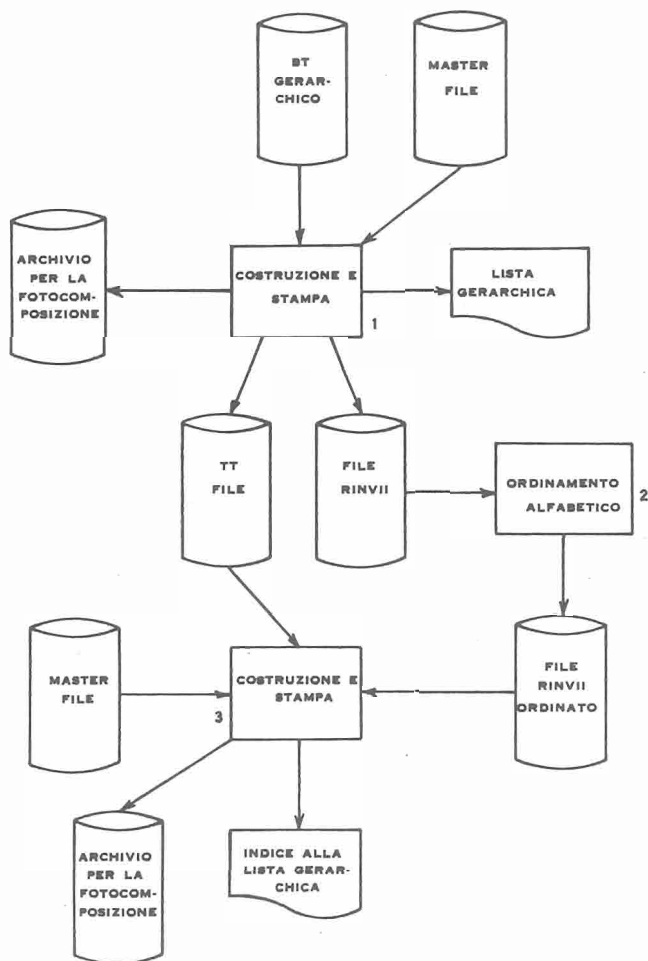 BT
GERAR-
CHICO
MASTER
FILE
ARCHIVIO
PER LA
FOTOCOM-
POSIZIONE
COSTRUZIONE E
STAMPA
1
LISTA
GERARCHICA
TT
FILE
FILE
RINVII
ORDINAMENTO
ALFABETICO
2
MASTER
FILE
3
COSTRUZIONE E
STAMPA
FILE
RINVII
ORDINATO
ARCHIVIO
PER LA
FOTOCOM-
POSIZIONE
INDICE ALLA
LISTA GERAR-
CHICA